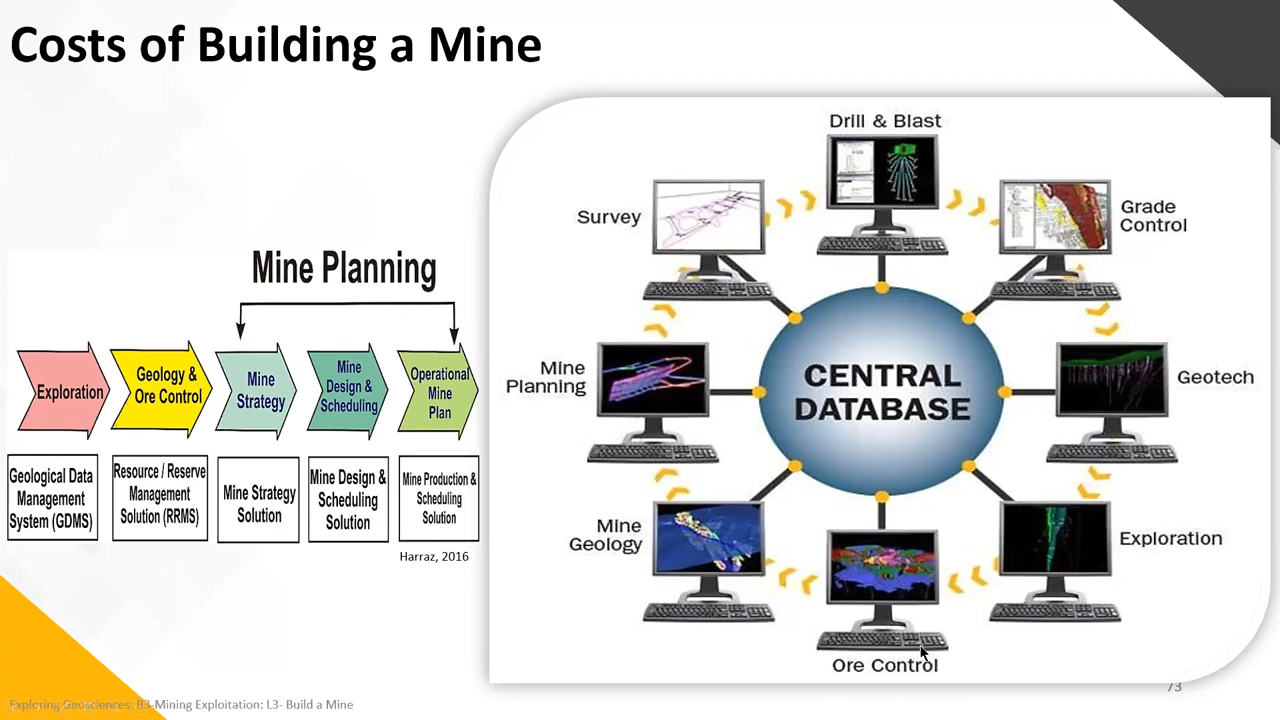 Costs of Building a Mine
Mine Planning
Exploration
Geology &
Ore Control
Mine
Strategy
Mine
Design &
Scheduling
Operational
Mine
Plan
Geological Data
Management
System (GDMS)
Resource / Reserve
Management
Solution (RRMS)
Mine Strategy
Solution
Mine Design &
Scheduling
Solution
Mine Production &
Scheduling
Solution
Harraz, 2016
Drill & Blast
Survey
Grade
Control
Mine
Planning
CENTRAL
DATABASE
Geotech
Mine
Geology
Exploration
Ore Control
73
Exploring Geosciences: B3-Mining Exploitation: L3- Build a Mine